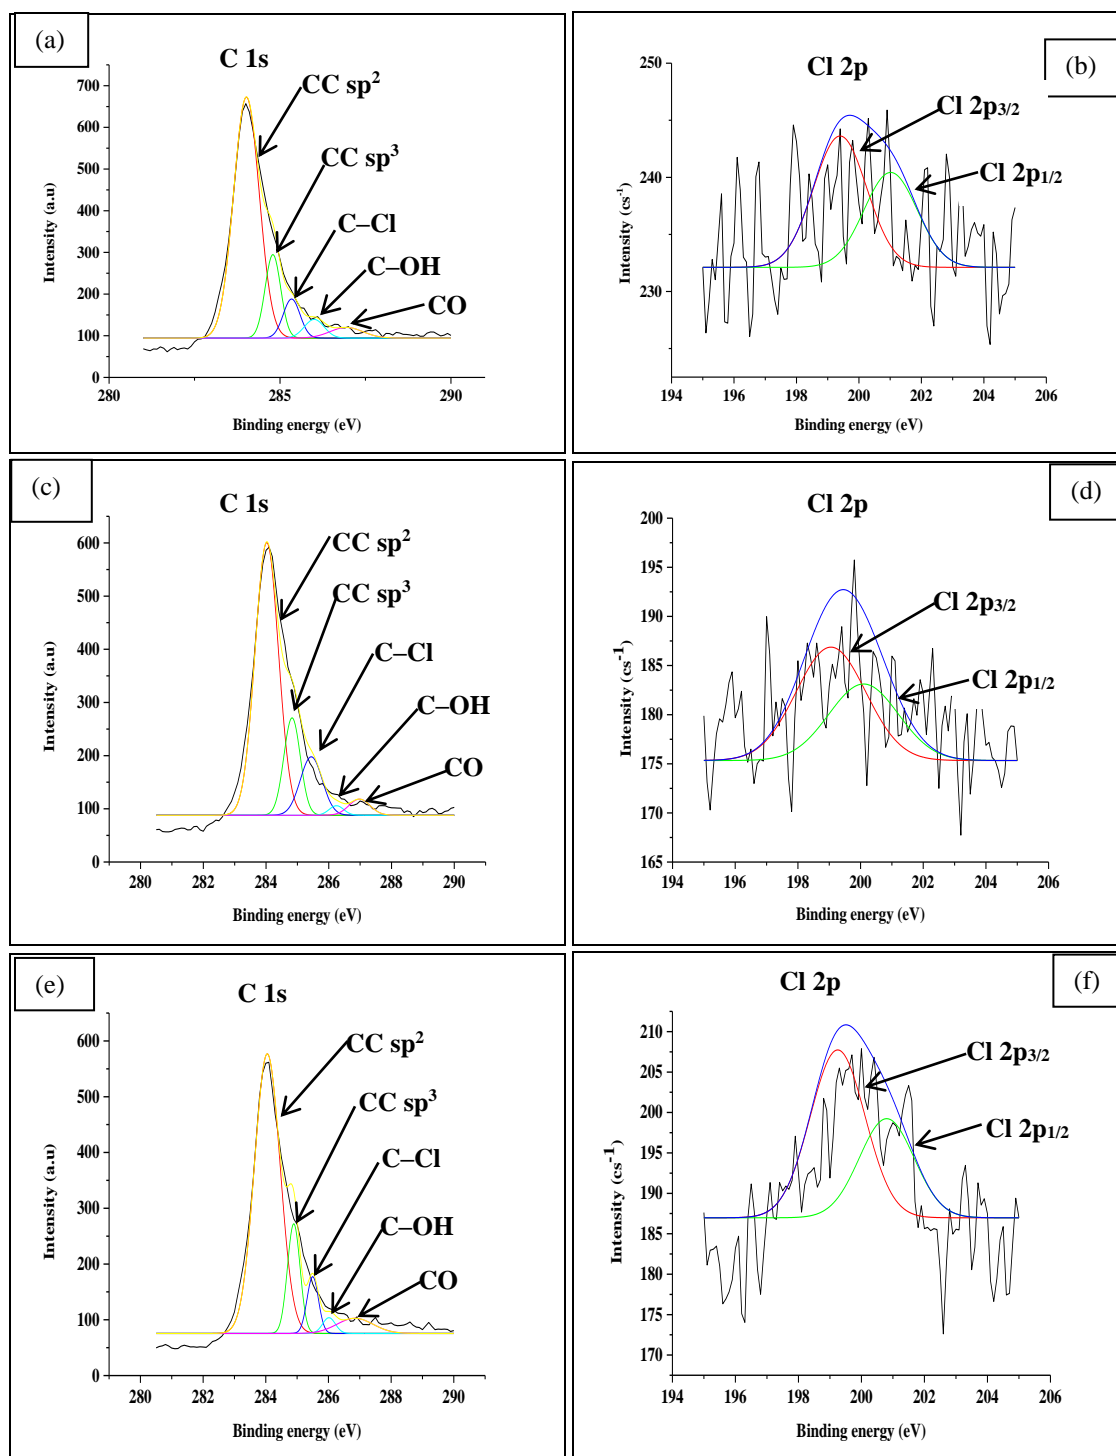 (a)
C 1s
CC sp²
CC sp³
C–Cl
C–OH
CO
Intensity (a.u)
700
600
500
400
300
200
100
0
280
285
290
Binding energy (eV)
(b)
Cl 2p
Cl 2p3/2
Cl 2p1/2
Intensity (cs⁻¹)
250
240
230
194
196
198
200
202
204
206
Binding energy (eV)
(c)
C 1s
CC sp²
CC sp³
C–Cl
C–OH
CO
Intensity (a.u)
600
500
400
300
200
100
0
280
282
284
286
288
290
Binding energy (eV)
(d)
Cl 2p
Cl 2p3/2
Cl 2p1/2
Intensity (cs⁻¹)
200
195
190
185
180
175
170
165
194
196
198
200
202
204
206
Binding energy (eV)
(e)
C 1s
CC sp²
CC sp³
C–Cl
C–OH
CO
Intensity (a.u)
600
500
400
300
200
100
0
280
282
284
286
288
290
Binding energy (eV)
(f)
Cl 2p
Cl 2p3/2
Cl 2p1/2
Intensity (cs⁻¹)
210
205
200
195
190
185
180
175
170
194
196
198
200
202
204
206
Binding energy (eV)